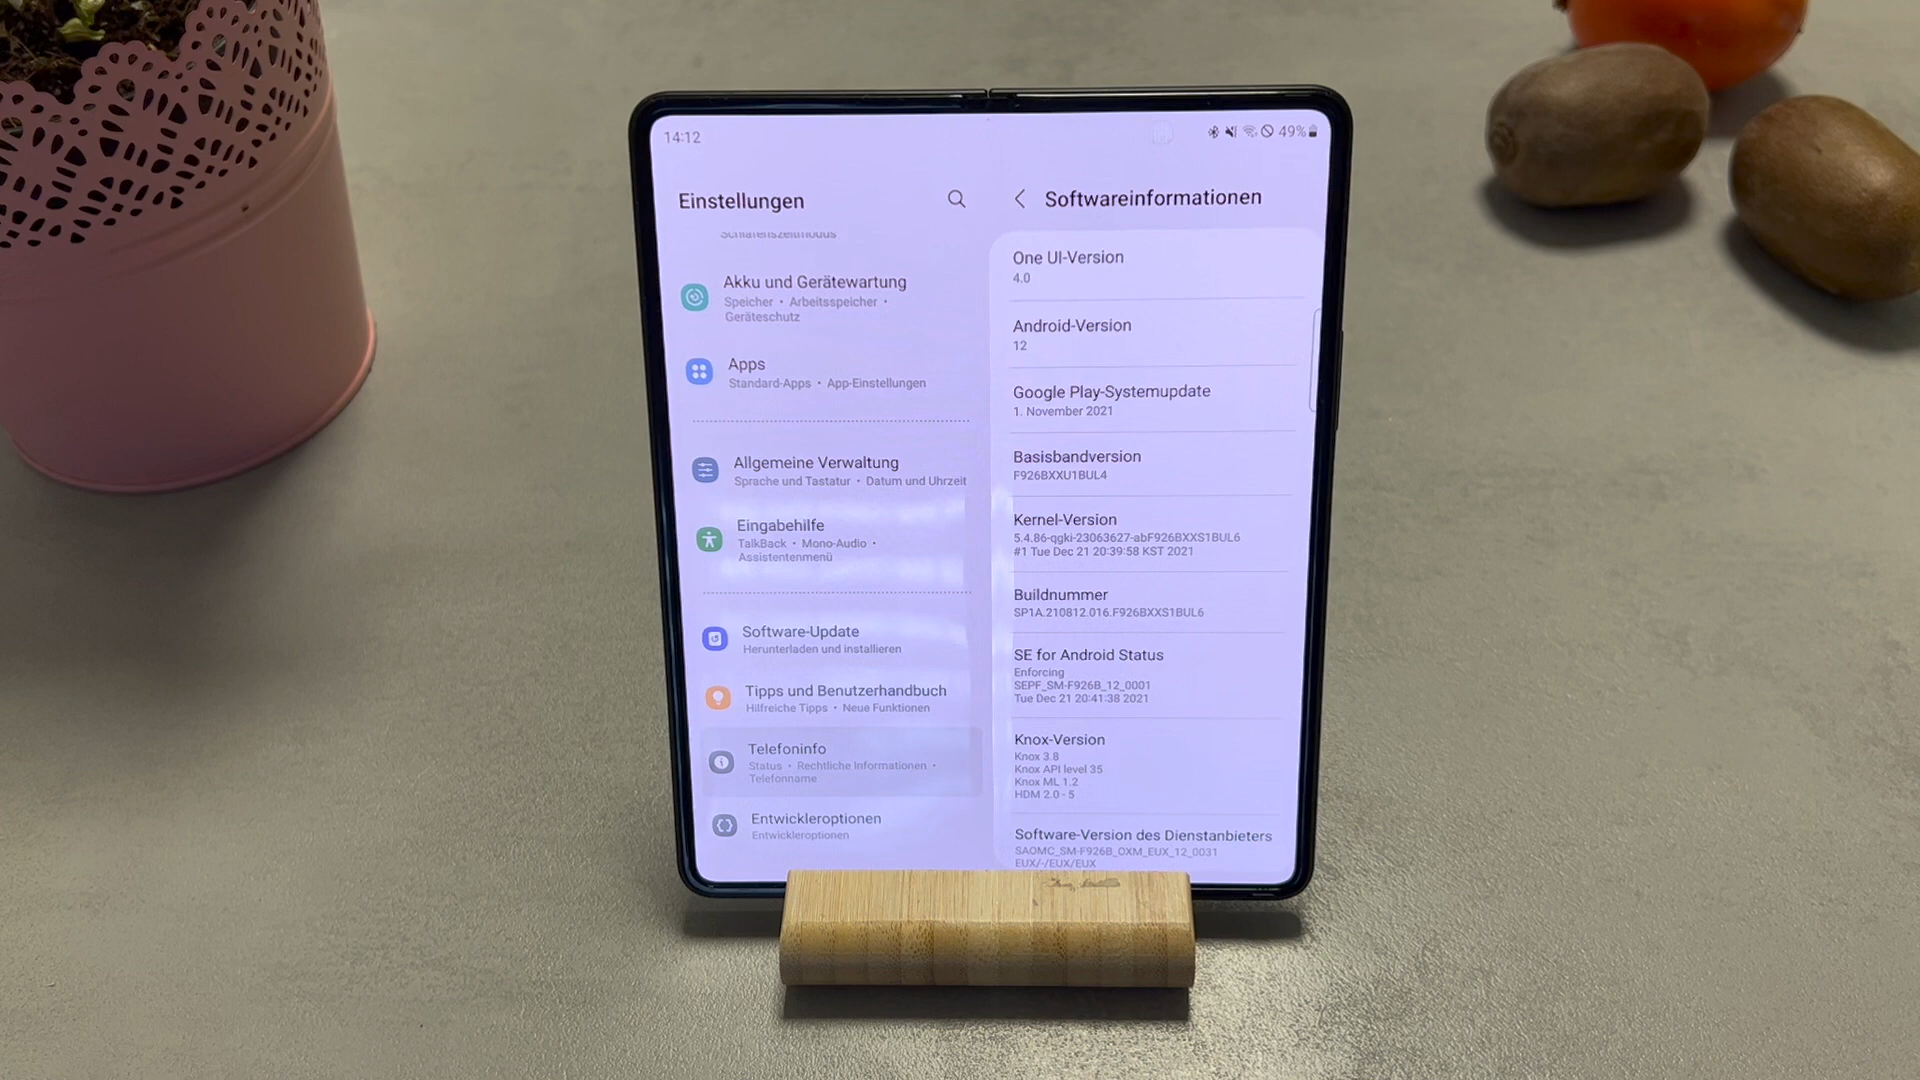 14:12
49%
Einstellungen
Schlafenszeitmodus
Akku und Gerätewartung
Speicher • Arbeitsspeicher •
Geräteschutz
Apps
Standard-Apps • App-Einstellungen
Allgemeine Verwaltung
Sprache und Tastatur • Datum und Uhrzeit
Eingabehilfe
TalkBack • Mono-Audio •
Assistentenmenü
Software-Update
Herunterladen und installieren
Tipps und Benutzerhandbuch
Hilfreiche Tipps • Neue Funktionen
Telefoninfo
Status • Rechtliche Informationen •
Telefonname
Entwickleroptionen
Entwickleroptionen
Softwareinformationen
One UI-Version
4.0
Android-Version
12
Google Play-Systemupdate
1. November 2021
Basisbandversion
F926BXXU1BUL4
Kernel-Version
5.4.86-qgki-23063627-abF926BXXS1BUL6
#1 Tue Dec 21 20:39:58 KST 2021
Buildnummer
SP1A.210812.016.F926BXXS1BUL6
SE for Android Status
Enforcing
SEPF_SM-F926B_12_0001
Tue Dec 21 20:41:38 2021
Knox-Version
Knox 3.8
Knox API level 35
Knox ML 1.2
HDM 2.0 - 5
Software-Version des Dienstanbieters
SAOMC_SM-F926B_OXM_EUX_12_0031
EUX/-/EUX/EUX